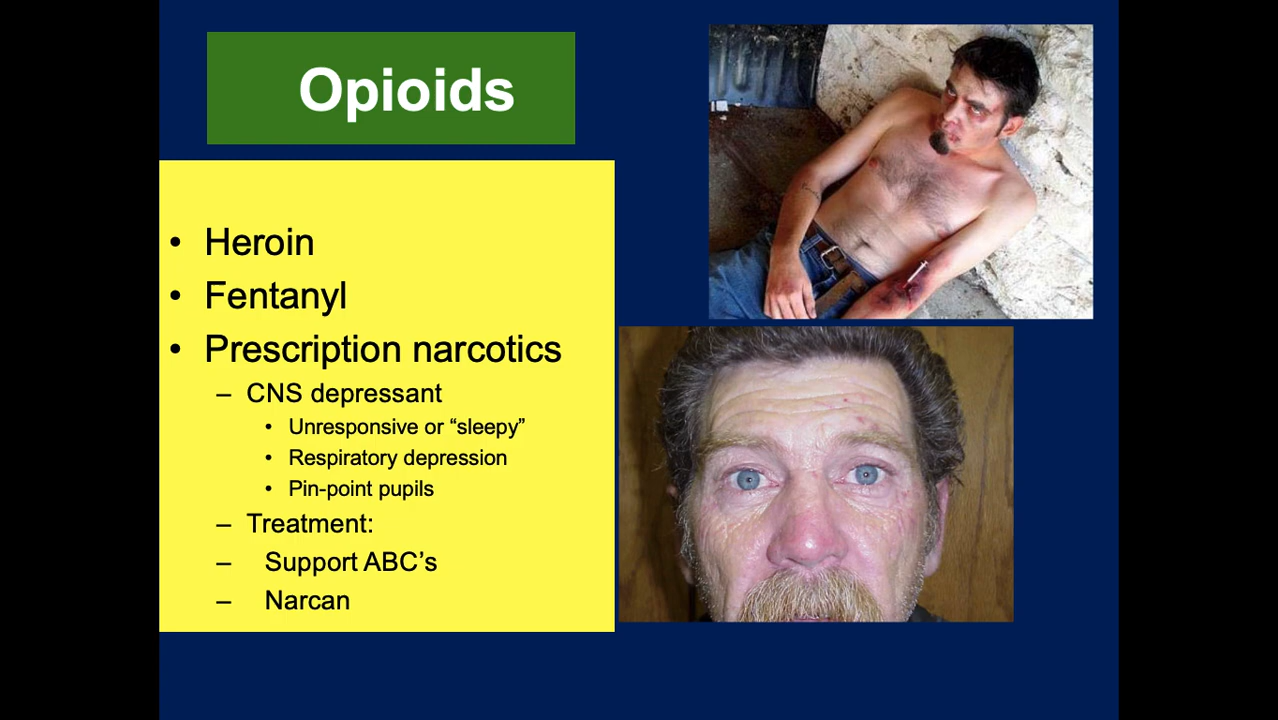 Opioids
• Heroin
• Fentanyl
• Prescription narcotics
– CNS depressant
• Unresponsive or “sleepy”
• Respiratory depression
• Pin-point pupils
– Treatment:
– Support ABC’s
– Narcan